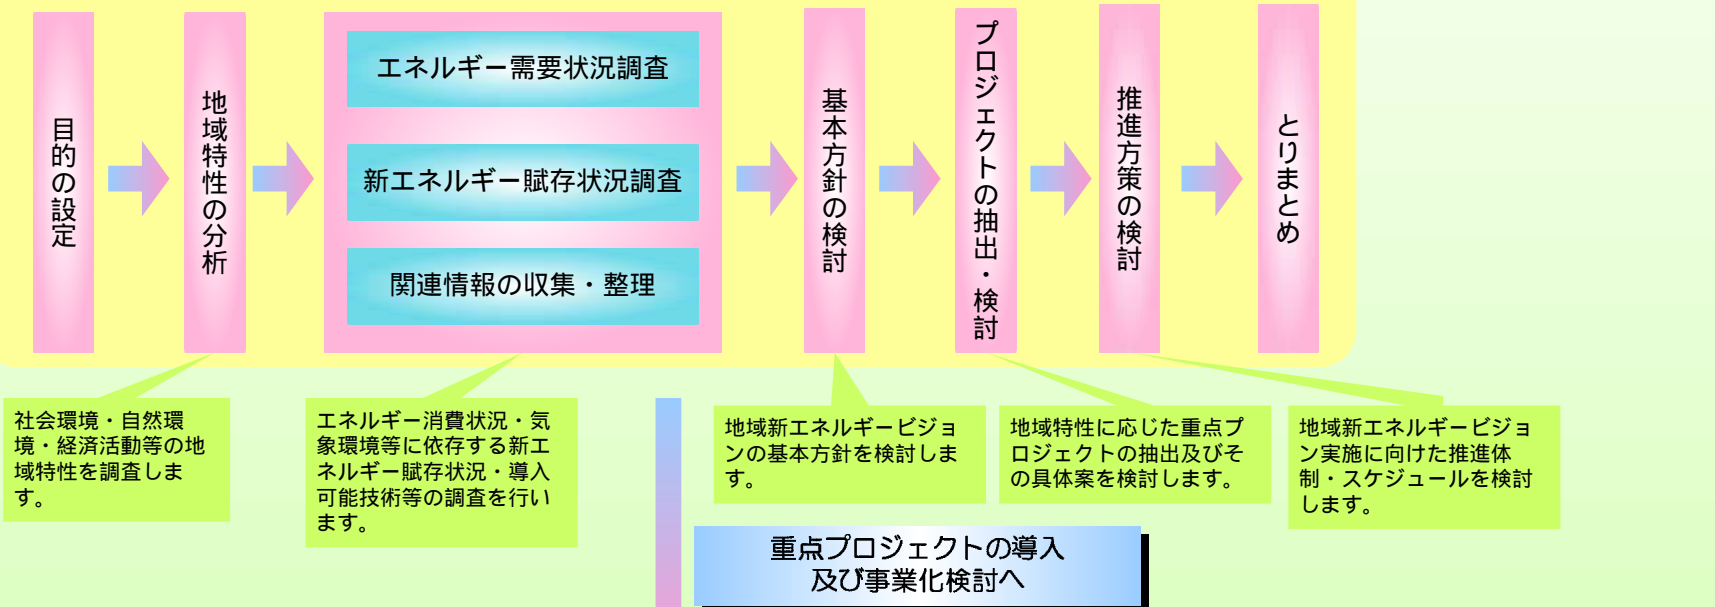 目的の設定
地域特性の分析
エネルギー需要状況調査
新エネルギー賦存状況調査
関連情報の収集・整理
基本方針の検討
プロジェクトの抽出・検討
推進方策の検討
とりまとめ
社会環境・自然環
境・経済活動等の地
域特性を調査しま
す。
エネルギー消費状況・気
象環境等に依存する新エ
ネルギー賦存状況・導入
可能技術等の調査を行い
ます。
地域新エネルギービジョ
ンの基本方針を検討しま
す。
地域特性に応じた重点プ
ロジェクトの抽出及びそ
の具体案を検討します。
地域新エネルギービジョ
ン実施に向けた推進体
制・スケジュールを検討
します。
重点プロジェクトの導入
及び事業化検討へ